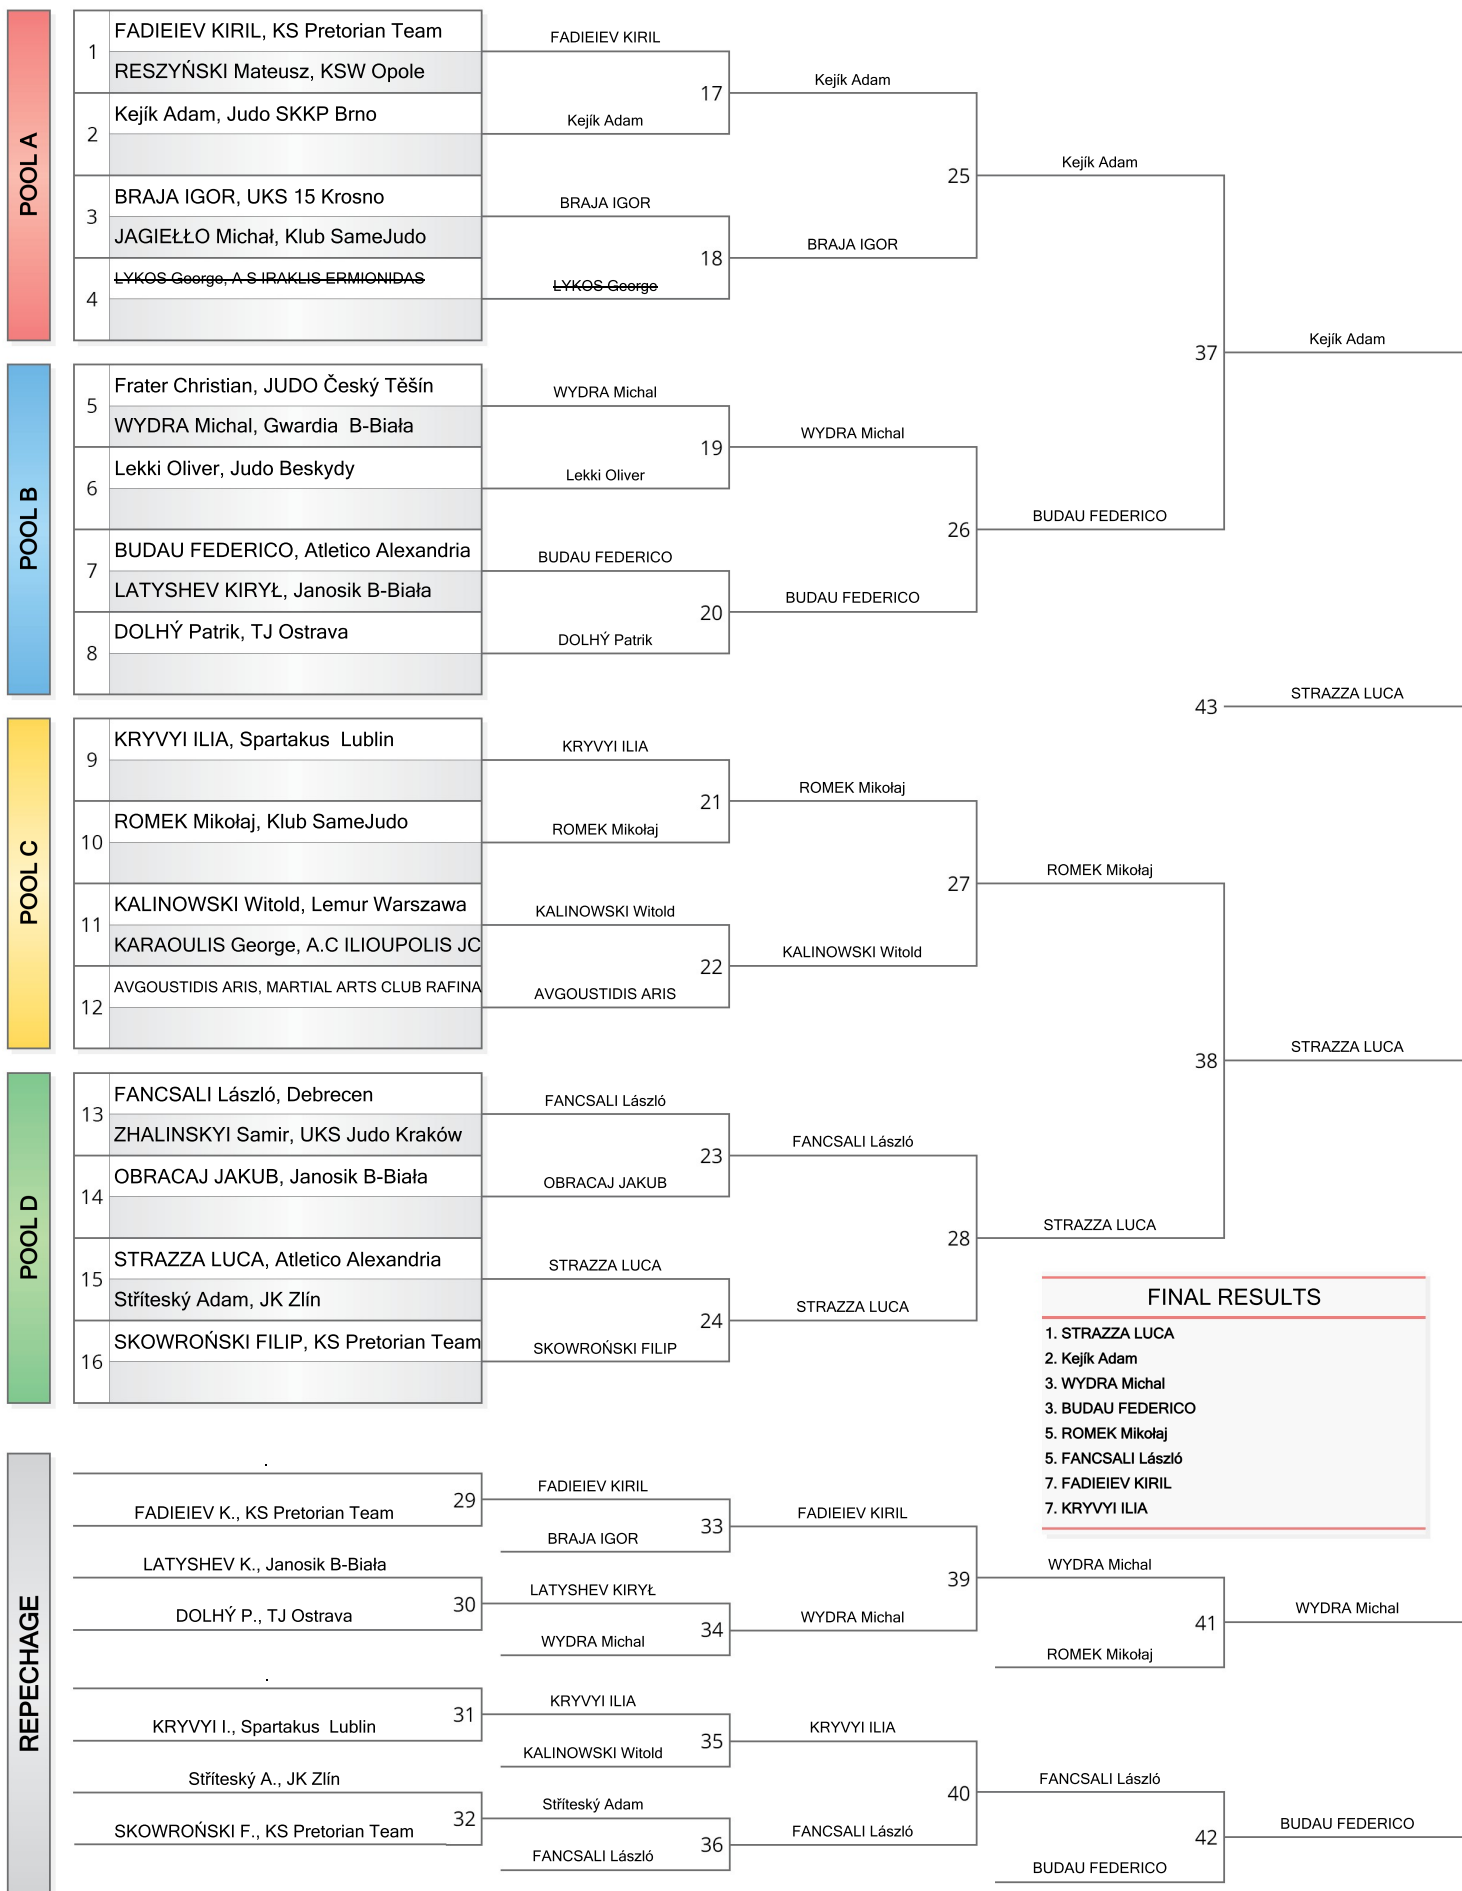 POOL A
1
FADIEIEV KIRIL, KS Pretorian Team
RESZYŃSKI Mateusz, KSW Opole
2
Kejík Adam, Judo SKKP Brno
3
BRAJA IGOR, UKS 15 Krosno
JAGIEŁŁO Michał, Klub SameJudo
4
LYKOS George, A S IRAKLIS ERMIONIDAS
FADIEIEV KIRIL
Kejík Adam
17
BRAJA IGOR
LYKOS George
18
Kejík Adam
BRAJA IGOR
25
Kejík Adam
POOL B
5
Frater Christian, JUDO Český Těšín
WYDRA Michal, Gwardia  B-Biała
6
Lekki Oliver, Judo Beskydy
7
BUDAU FEDERICO, Atletico Alexandria
LATYSHEV KIRYŁ, Janosik B-Biała
8
DOLHÝ Patrik, TJ Ostrava
WYDRA Michal
Lekki Oliver
19
BUDAU FEDERICO
DOLHÝ Patrik
20
WYDRA Michal
BUDAU FEDERICO
26
BUDAU FEDERICO
37
Kejík Adam
43
STRAZZA LUCA
POOL C
9
KRYVYI ILIA, Spartakus  Lublin
10
ROMEK Mikołaj, Klub SameJudo
11
KALINOWSKI Witold, Lemur Warszawa
KARAOULIS George, A.C ILIOUPOLIS JC
12
AVGOUSTIDIS ARIS, MARTIAL ARTS CLUB RAFINA
KRYVYI ILIA
ROMEK Mikołaj
21
KALINOWSKI Witold
AVGOUSTIDIS ARIS
22
ROMEK Mikołaj
KALINOWSKI Witold
27
ROMEK Mikołaj
POOL D
13
FANCSALI László, Debrecen
ZHALINSKYI Samir, UKS Judo Kraków
14
OBRACAJ JAKUB, Janosik B-Biała
15
STRAZZA LUCA, Atletico Alexandria
Stříteský Adam, JK Zlín
16
SKOWROŃSKI FILIP, KS Pretorian Team
FANCSALI László
OBRACAJ JAKUB
23
STRAZZA LUCA
SKOWROŃSKI FILIP
24
FANCSALI László
STRAZZA LUCA
28
STRAZZA LUCA
38
STRAZZA LUCA
FINAL RESULTS
1. STRAZZA LUCA
2. Kejík Adam
3. WYDRA Michal
3. BUDAU FEDERICO
5. ROMEK Mikołaj
5. FANCSALI László
7. FADIEIEV KIRIL
7. KRYVYI ILIA
REPECHAGE
.
FADIEIEV K., KS Pretorian Team
29
LATYSHEV K., Janosik B-Biała
DOLHÝ P., TJ Ostrava
30
FADIEIEV KIRIL
BRAJA IGOR
33
LATYSHEV KIRYŁ
WYDRA Michal
34
FADIEIEV KIRIL
WYDRA Michal
39
WYDRA Michal
ROMEK Mikołaj
41
WYDRA Michal
.
KRYVYI I., Spartakus  Lublin
31
Stříteský A., JK Zlín
SKOWROŃSKI F., KS Pretorian Team
32
KRYVYI ILIA
KALINOWSKI Witold
35
Stříteský Adam
FANCSALI László
36
KRYVYI ILIA
FANCSALI László
40
FANCSALI László
BUDAU FEDERICO
42
BUDAU FEDERICO